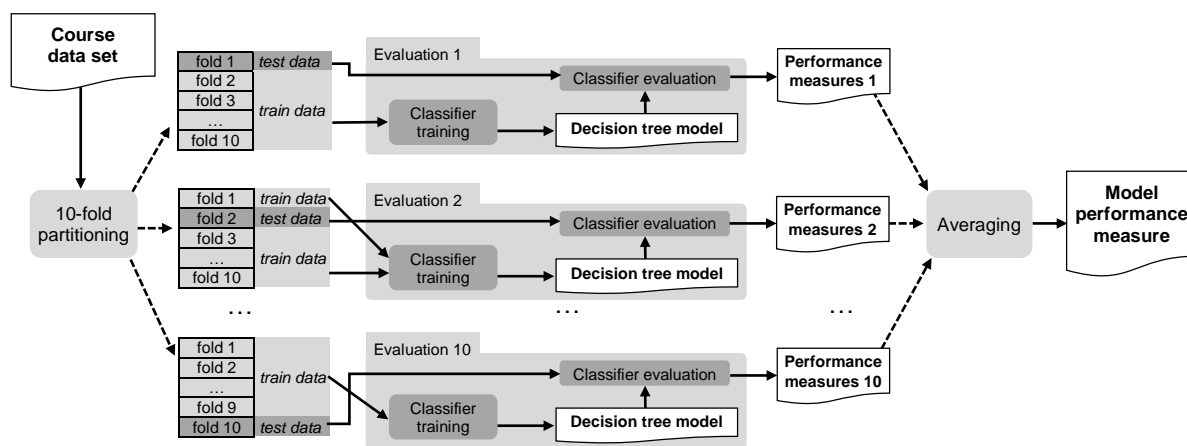 Course
data set
10-fold
partitioning
fold 1
test data
fold 2
fold 3
train data
…
fold 10
Evaluation 1
Classifier evaluation
Classifier
training
Decision tree model
Performance
measures 1
fold 1
train data
fold 2
test data
fold 3
…
train data
fold 10
Evaluation 2
Classifier evaluation
Classifier
training
Decision tree model
Performance
measures 2
...
...
...
fold 1
fold 2
train data
…
fold 9
fold 10
test data
Evaluation 10
Classifier evaluation
Classifier
training
Decision tree model
Performance
measures 10
Averaging
Model
performance
measure